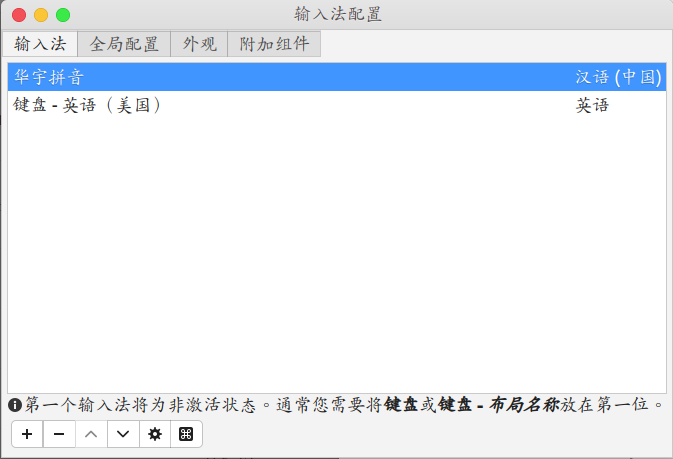 输入法配置
输入法 全局配置 外观 附加组件
华宇拼音 汉语 (中国)
键盘 - 英语（美国） 英语
第一个输入法将为非激活状态。通常您需要将键盘或键盘 - 布局名称放在第一位。